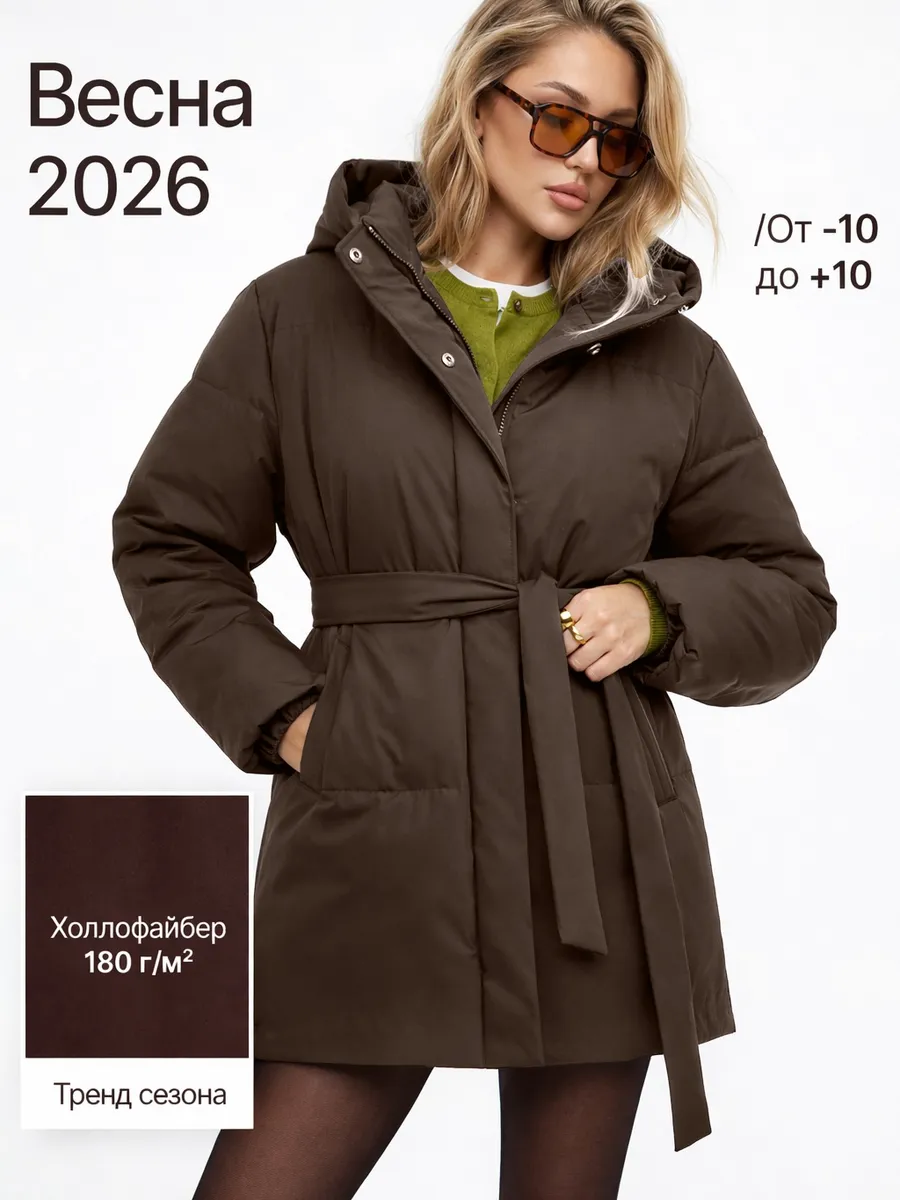 Весна
2026
/От -10
до +10
Холлофайбер
180 г/м²
Тренд сезона